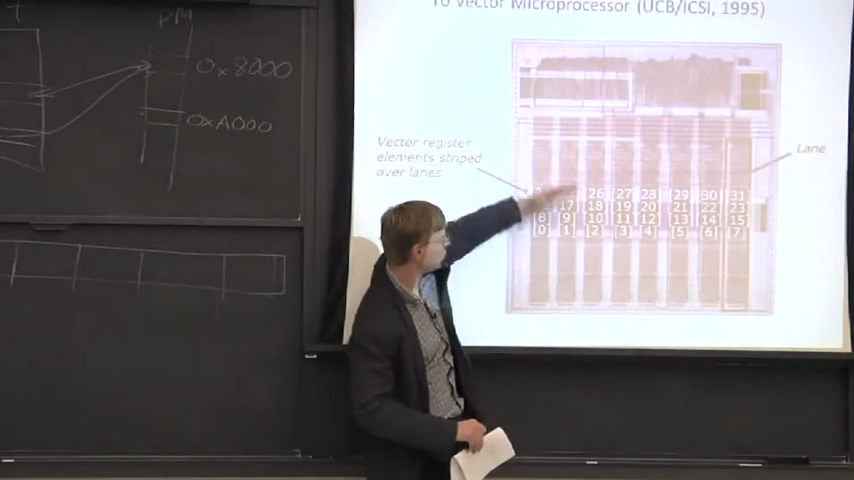 t
PM
0x8000
0xA000
T0 Vector Microprocessor (UCB/ICSI, 1995)
Vector register
elements striped
over lanes
Lane
26 27 28 29 30 31
17 18 19 20 21 22 23
[8] [9] [10] [11] [12] [13] [14] [15]
[0] [1] [2] [3] [4] [5] [6] [7]